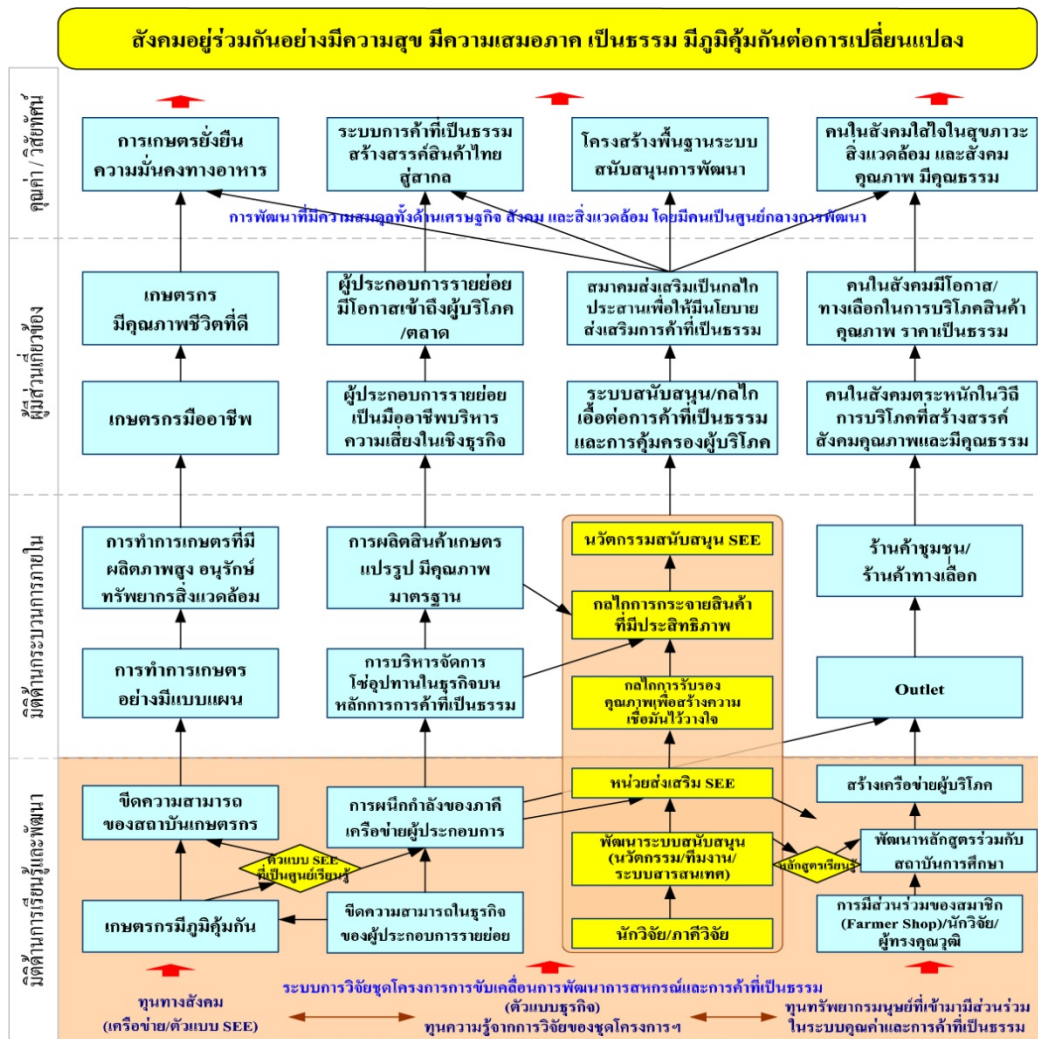 สังคมอยู่ร่วมกันอย่างมีความสุข มีความเสมอภาค เป็นธรรม มีภูมิคุ้มกันต่อการเปลี่ยนแปลง
คุณค่า / วิสัยทัศน์
การเกษตรยั่งยืน
ความมั่นคงทางอาหาร
ระบบการค้าที่เป็นธรรม
สร้างสรรค์สินค้าไทย
สู่สากล
โครงสร้างพื้นฐานระบบ
สนับสนุนการพัฒนา
คนในสังคมใส่ใจในสุขภาวะ
สิ่งแวดล้อม และสังคม
คุณภาพ มีคุณธรรม
การพัฒนาที่มีความสมดุลทั้งด้านเศรษฐกิจ สังคม และสิ่งแวดล้อม โดยมีคนเป็นศูนย์กลางการพัฒนา
ผู้มีส่วนเกี่ยวข้อง
เกษตรกร
มีคุณภาพชีวิตที่ดี
ผู้ประกอบการรายย่อย
มีโอกาสเข้าถึงผู้บริโภค
/ตลาด
สมาคมส่งเสริมเป็นกลไก
ประสานเพื่อให้มีนโยบาย
ส่งเสริมการค้าที่เป็นธรรม
คนในสังคมมีโอกาส/
ทางเลือกในการบริโภคสินค้า
คุณภาพ ราคาเป็นธรรม
เกษตรกรมืออาชีพ
ผู้ประกอบการรายย่อย
เป็นมืออาชีพบริหาร
ความเสี่ยงในเชิงธุรกิจ
ระบบสนับสนุน/กลไก
เอื้อต่อการค้าที่เป็นธรรม
และการคุ้มครองผู้บริโภค
คนในสังคมตระหนักในวิถี
การบริโภคที่สร้างสรรค์
สังคมคุณภาพและมีคุณธรรม
มิติด้านกระบวนการภายใน
การทำการเกษตรที่มี
ผลิตภาพสูง อนุรักษ์
ทรัพยากรสิ่งแวดล้อม
การผลิตสินค้าเกษตร
แปรรูป มีคุณภาพ
มาตรฐาน
นวัตกรรมสนับสนุน SEE
กลไกการกระจายสินค้า
ที่มีประสิทธิภาพ
ร้านค้าชุมชน/
ร้านค้าทางเลือก
การทำการเกษตร
อย่างมีแบบแผน
การบริหารจัดการ
โซ่อุปทานในธุรกิจบน
หลักการการค้าที่เป็นธรรม
กลไกการรับรอง
คุณภาพเพื่อสร้างความ
เชื่อมั่นไว้วางใจ
Outlet
มิติด้านการเรียนรู้และพัฒนา
ขีดความสามารถ
ของสถาบันเกษตรกร
การผนึกกำลังของภาคี
เครือข่ายผู้ประกอบการ
หน่วยส่งเสริม SEE
สร้างเครือข่ายผู้บริโภค
ตัวแบบ SEE
ที่เป็นศูนย์เรียนรู้
พัฒนาระบบสนับสนุน
(นวัตกรรม/ทีมงาน/
ระบบสารสนเทศ)
หลักสูตรเรียนรู้
พัฒนาหลักสูตรร่วมกับ
สถาบันการศึกษา
เกษตรกรมีภูมิคุ้มกัน
ขีดความสามารถในธุรกิจ
ของผู้ประกอบการรายย่อย
นักวิจัย/ภาคีวิจัย
การมีส่วนร่วมของสมาชิก
(Farmer Shop)/นักวิจัย/
ผู้ทรงคุณวุฒิ
ระบบการวิจัยชุดโครงการการขับเคลื่อนการพัฒนาการสหกรณ์และการค้าที่เป็นธรรม
ทุนทางสังคม
(เครือข่าย/ตัวแบบ SEE)
(ตัวแบบธุรกิจ)
ทุนความรู้จากการวิจัยของชุดโครงการฯ
ทุนทรัพยากรมนุษย์ที่เข้ามามีส่วนร่วม
ในระบบคุณค่าและการค้าที่เป็นธรรม